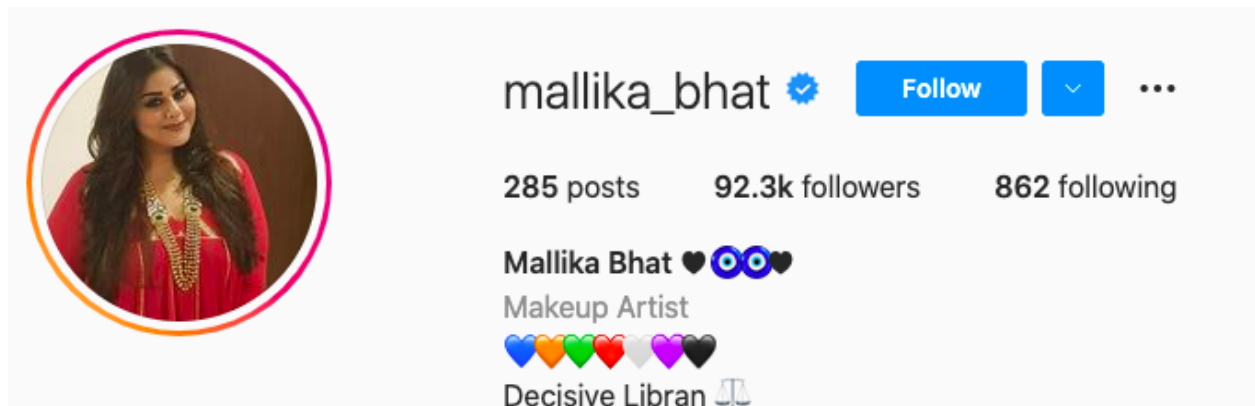 mallika_bhat Follow
285 posts 92.3k followers 862 following
Mallika Bhat 🖤🧿🧿🖤
Makeup Artist
💙🧡💚❤️🤍💜🖤
Decisive Libran ⚖️